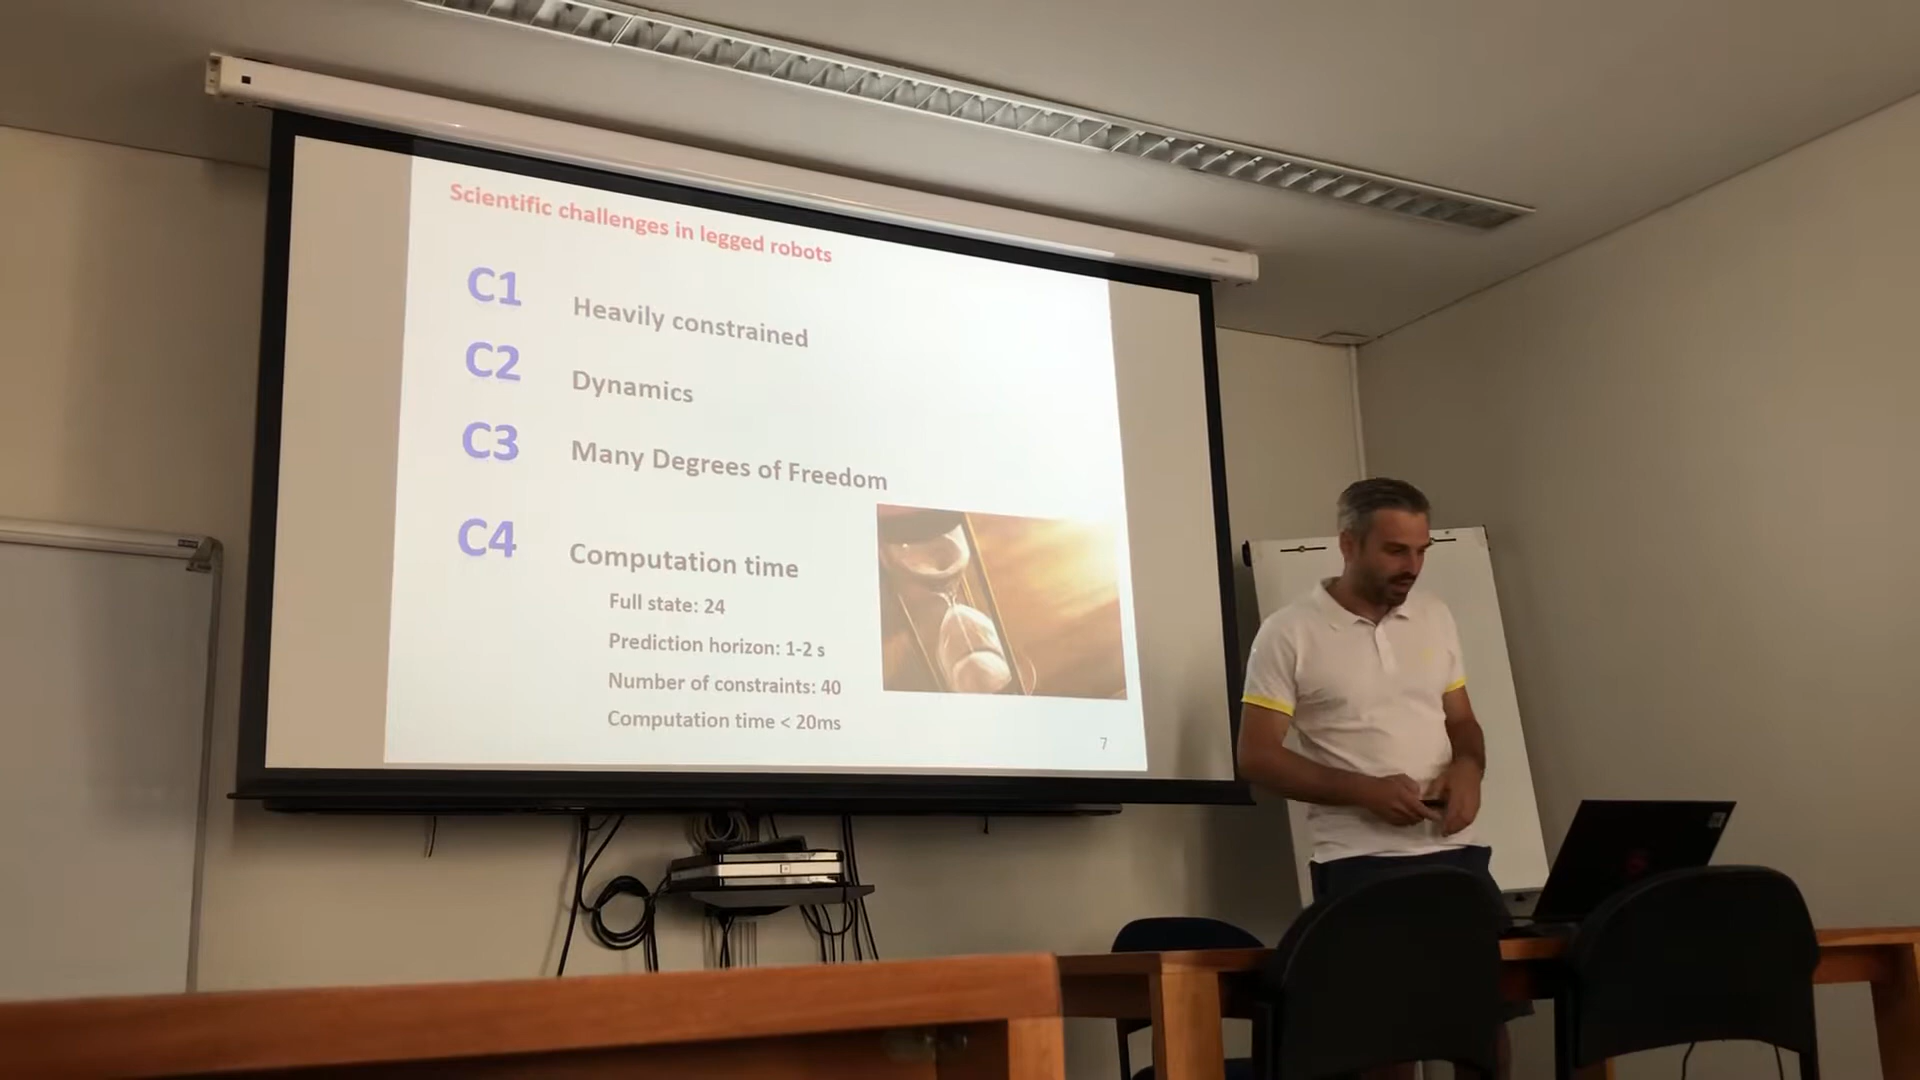 Scientific challenges in legged robots
C1 Heavily constrained
C2 Dynamics
C3 Many Degrees of Freedom
C4 Computation time
Full state: 24
Prediction horizon: 1-2 s
Number of constraints: 40
Computation time < 20ms
7